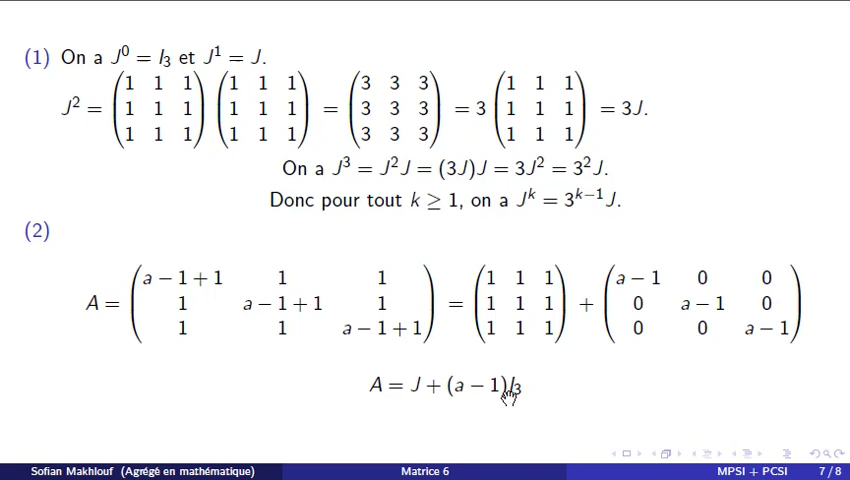 (1) On a J⁰ = I₃ et J¹ = J.
J² = (1 1 1) (1 1 1) = (3 3 3) = 3 (1 1 1) = 3J.
(1 1 1) (1 1 1) (3 3 3) (1 1 1)
(1 1 1) (1 1 1) (3 3 3) (1 1 1)
On a J³ = J²J = (3J)J = 3J² = 3²J.
Donc pour tout k ≥ 1, on a Jᵏ = 3ᵏ⁻¹J.
(2)
A = (a − 1 + 1 1 1) = (1 1 1) + (a − 1 0 0)
(1 a − 1 + 1 1) (1 1 1) (0 a − 1 0)
(1 1 a − 1 + 1) (1 1 1) (0 0 a − 1)
A = J + (a − 1)I₃
Sofian Makhlouf (Agrégé en mathématique) Matrice 6 MPSI + PCSI 7 / 8